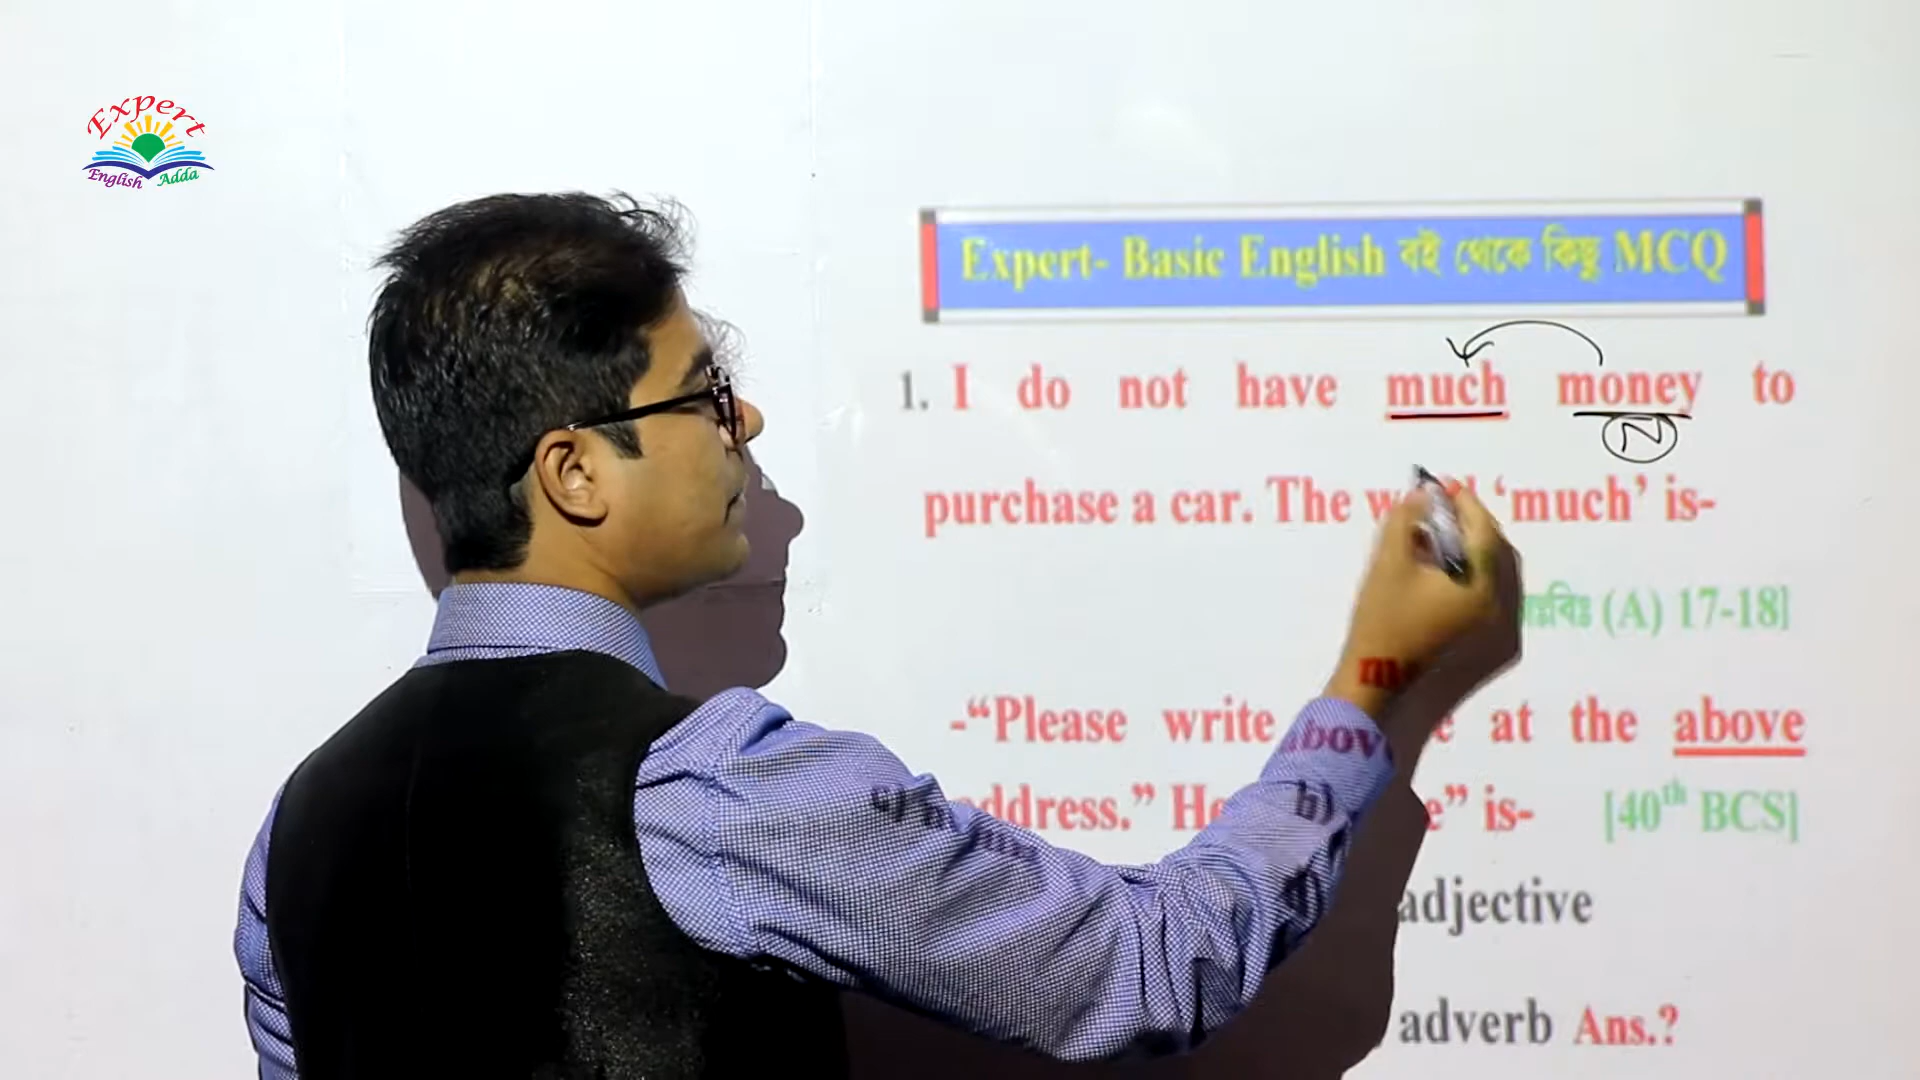 Expert
English Adda
Expert- Basic English বই থেকে কিছু MCQ
1. I do not have much money to
N
purchase a car. The ‘much’ is-
(A) 17-18]
-“Please write at the above
address.” is- [40th BCS]
b)
adjective
adverb Ans.?